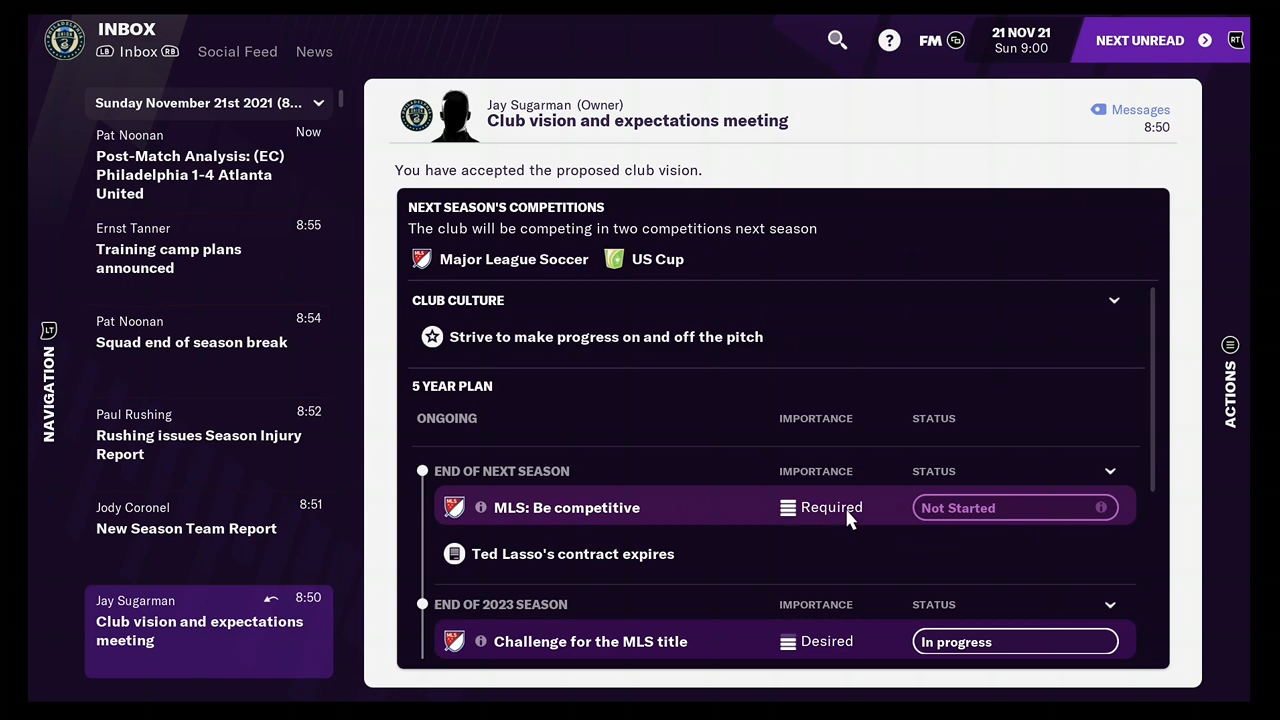 INBOX
LB Inbox RB Social Feed News
FM
21 NOV 21
Sun 9:00
NEXT UNREAD
RT
Sunday November 21st 2021 (8...
Pat Noonan Now
Post-Match Analysis: (EC)
Philadelphia 1-4 Atlanta
United
Ernst Tanner 8:55
Training camp plans
announced
Pat Noonan 8:54
Squad end of season break
Paul Rushing 8:52
Rushing issues Season Injury
Report
Jody Coronel 8:51
New Season Team Report
Jay Sugarman 8:50
Club vision and expectations
meeting
LT
NAVIGATION
Jay Sugarman (Owner)
Club vision and expectations meeting
Messages
8:50
You have accepted the proposed club vision.
NEXT SEASON'S COMPETITIONS
The club will be competing in two competitions next season
Major League Soccer US Cup
CLUB CULTURE
Strive to make progress on and off the pitch
5 YEAR PLAN
ONGOING IMPORTANCE STATUS
END OF NEXT SEASON IMPORTANCE STATUS
MLS: Be competitive Required Not Started
Ted Lasso's contract expires
END OF 2023 SEASON IMPORTANCE STATUS
Challenge for the MLS title Desired In progress
ACTIONS